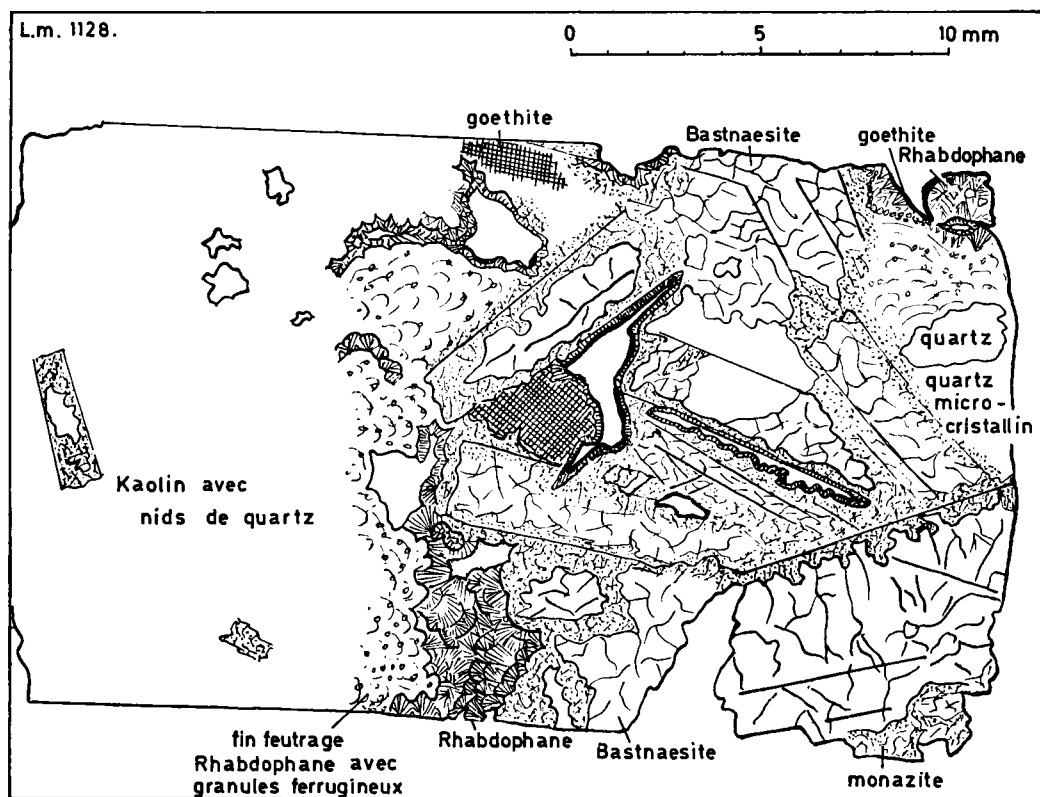 L.m. 1128.
0 5 10 mm
goethite
Bastnaesite
goethite
Rhabdophane
quartz
quartz
micro-
cristallin
Kaolin avec
nids de quartz
fin feutrage
Rhabdophane avec
granules ferrugineux
Rhabdophane
Bastnaesite
monazite